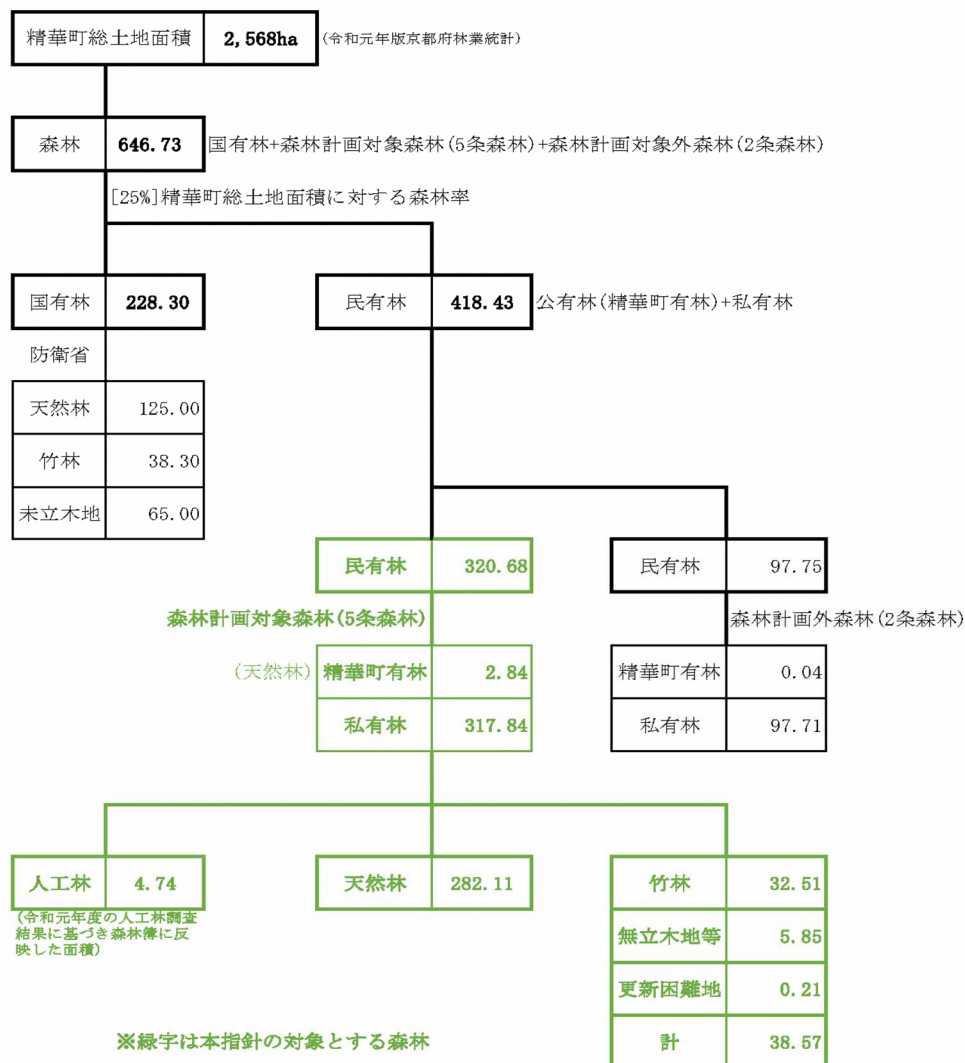 精華町総土地面積 2,568ha (令和元年版京都府林業統計)
森林 646.73 国有林+森林計画対象森林(5条森林)+森林計画対象外森林(2条森林)
[25%]精華町総土地面積に対する森林率
国有林 228.30 民有林 418.43 公有林(精華町有林)+私有林
防衛省
天然林 125.00
竹林 38.30
未立木地 65.00
民有林 320.68 民有林 97.75
森林計画対象森林(5条森林) 森林計画外森林(2条森林)
(天然林) 精華町有林 2.84 精華町有林 0.04
私有林 317.84 私有林 97.71
人工林 4.74 天然林 282.11 竹林 32.51
(令和元年度の人工林調査
結果に基づき森林簿に反
映した面積)
無立木地等 5.85
更新困難地 0.21
※緑字は本指針の対象とする森林 計 38.57